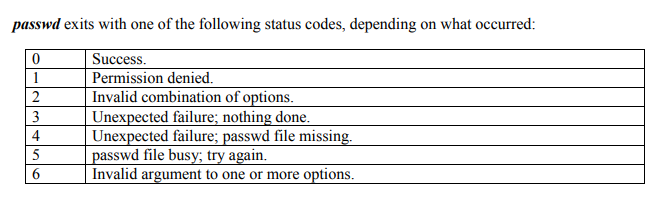 passwd exits with one of the following status codes, depending on what occurred:
0 Success.
1 Permission denied.
2 Invalid combination of options.
3 Unexpected failure; nothing done.
4 Unexpected failure; passwd file missing.
5 passwd file busy; try again.
6 Invalid argument to one or more options.